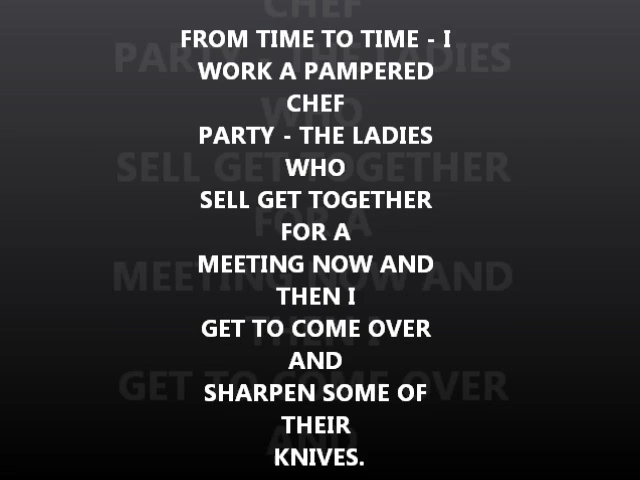 FROM TIME TO TIME - I
WORK A PAMPERED
CHEF
PARTY - THE LADIES
WHO
SELL GET TOGETHER
FOR A
MEETING NOW AND
THEN I
GET TO COME OVER
AND
SHARPEN SOME OF
THEIR
KNIVES.